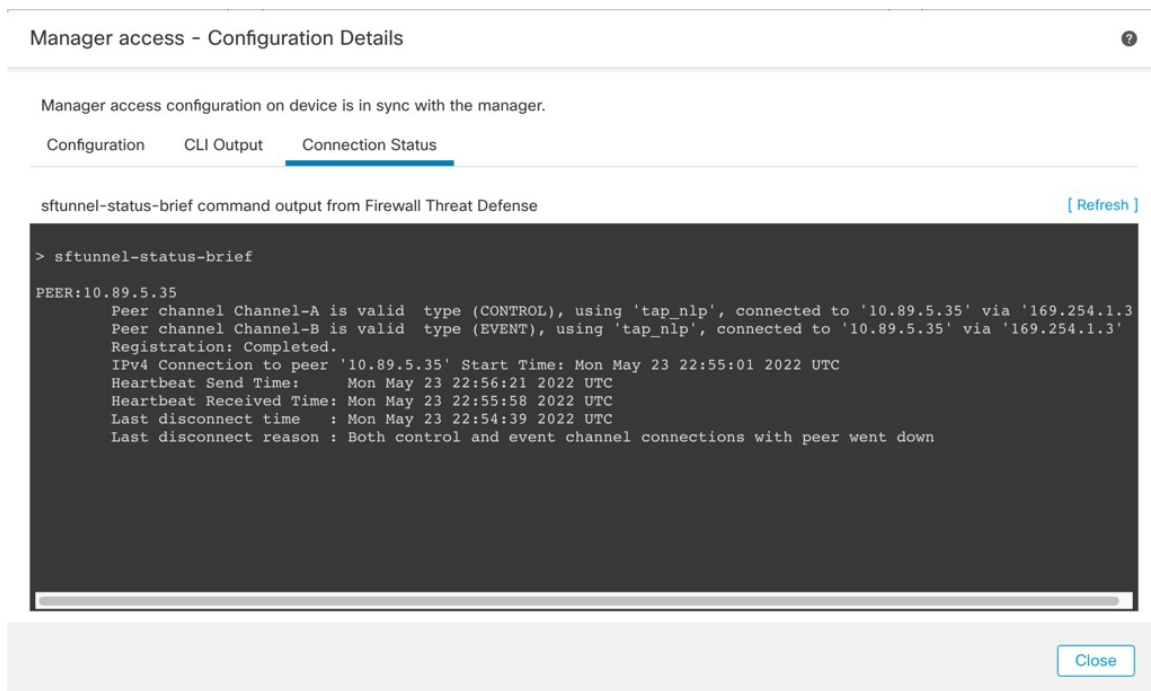 Manager access - Configuration Details
?
Manager access configuration on device is in sync with the manager.
Configuration CLI Output Connection Status
sftunnel-status-brief command output from Firewall Threat Defense [ Refresh ]
> sftunnel-status-brief
PEER:10.89.5.35
Peer channel Channel-A is valid type (CONTROL), using 'tap_nlp', connected to '10.89.5.35' via '169.254.1.3
Peer channel Channel-B is valid type (EVENT), using 'tap_nlp', connected to '10.89.5.35' via '169.254.1.3'
Registration: Completed.
IPv4 Connection to peer '10.89.5.35' Start Time: Mon May 23 22:55:01 2022 UTC
Heartbeat Send Time: Mon May 23 22:56:21 2022 UTC
Heartbeat Received Time: Mon May 23 22:55:58 2022 UTC
Last disconnect time : Mon May 23 22:54:39 2022 UTC
Last disconnect reason : Both control and event channel connections with peer went down
Close